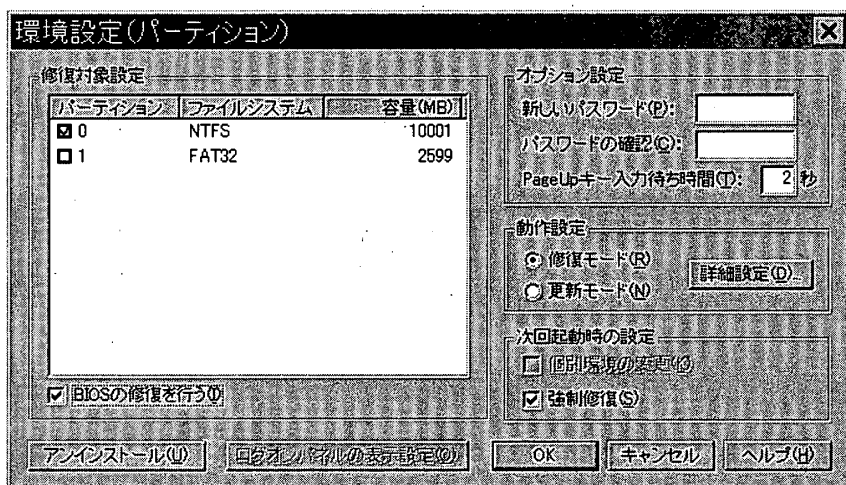 環境設定(パーティション)
修復対象設定
パーティション ファイルシステム 容量(MB)
0 NTFS 10001
1 FAT32 2599
BIOSの修復を行う(I)
オプション設定
新しいパスワード(P):
パスワードの確認(C):
PageUpキー入力待ち時間(T): 2 秒
動作設定
修復モード(R)
更新モード(N)
詳細設定(D)...
次回起動時の設定
個別環境の変更(K)
強制修復(S)
アンインストール(U) ログオンパネルの表示設定(O) OK キャンセル ヘルプ(H)